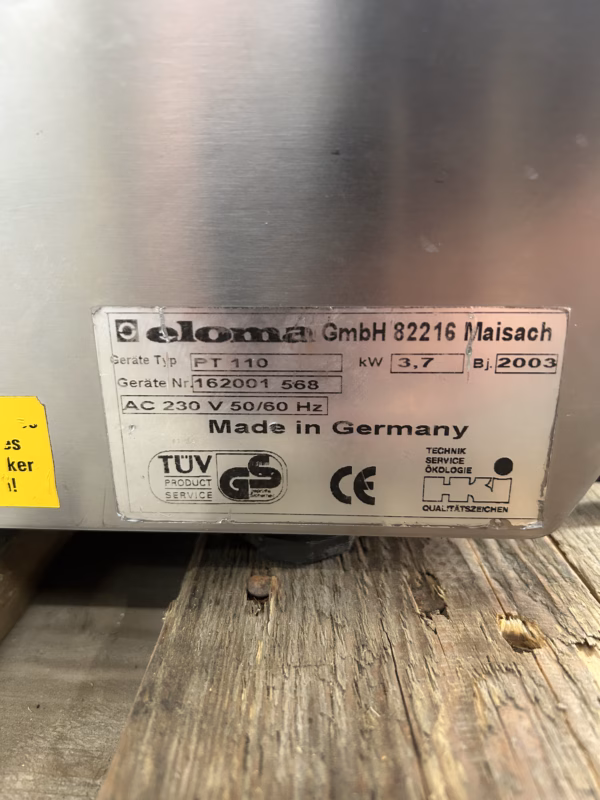 eloma GmbH 82216 Maisach
Geräte Typ PT 110 kW 3,7 Bj. 2003
Geräte Nr. 162001 568
AC 230 V 50/60 Hz
Made in Germany
TÜV
PRODUCT
SERVICE
GS
CE
TECHNIK
SERVICE
ÖKOLOGIE
HKI
QUALITÄTSZEICHEN
es
ker
!